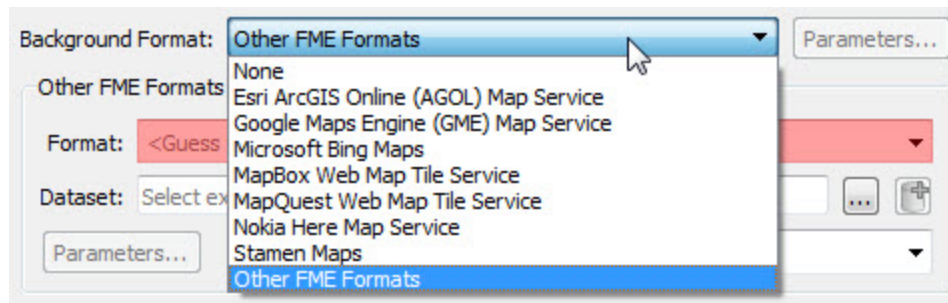 Background Format: Other FME Formats Parameters...
None
Other FME Formats
Esri ArcGIS Online (AGOL) Map Service
Google Maps Engine (GME) Map Service
Format: <Guess
Microsoft Bing Maps
MapBox Web Map Tile Service
Dataset: Select ex
MapQuest Web Map Tile Service
...
Nokia Here Map Service
Parameters...
Stamen Maps
Other FME Formats